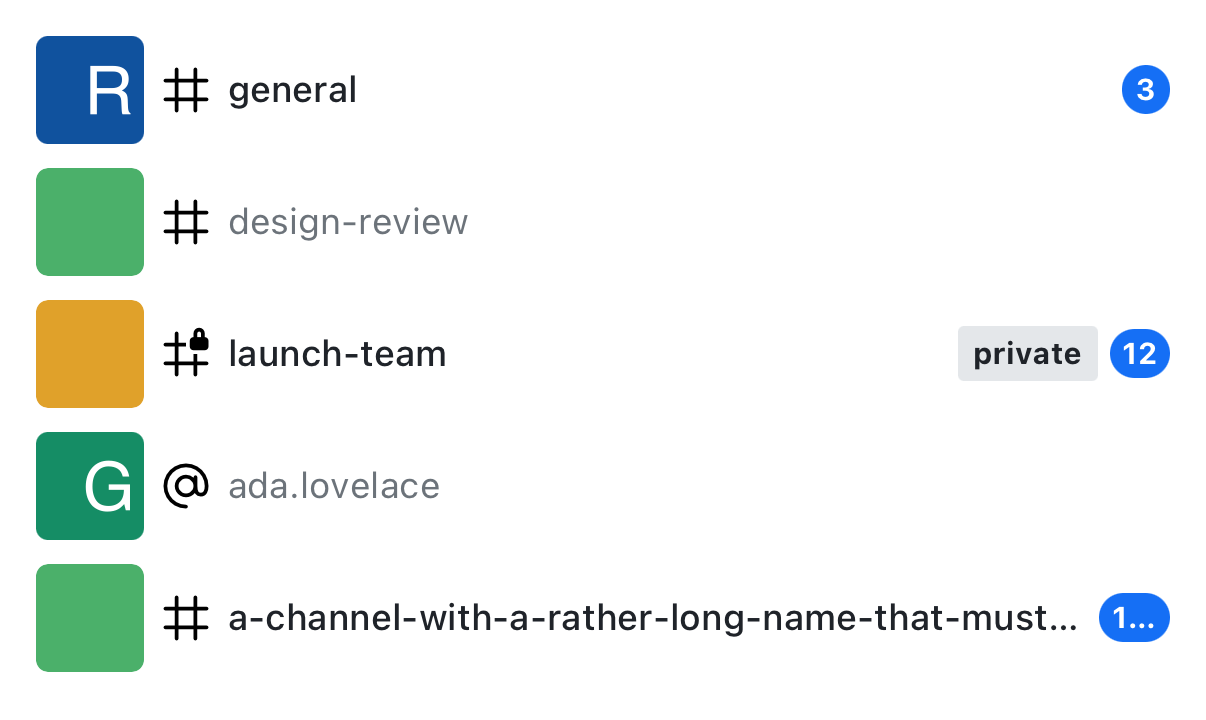 R # general 3
# design-review
# launch-team private 12
G @ ada.lovelace
# a-channel-with-a-rather-long-name-that-must... 1...